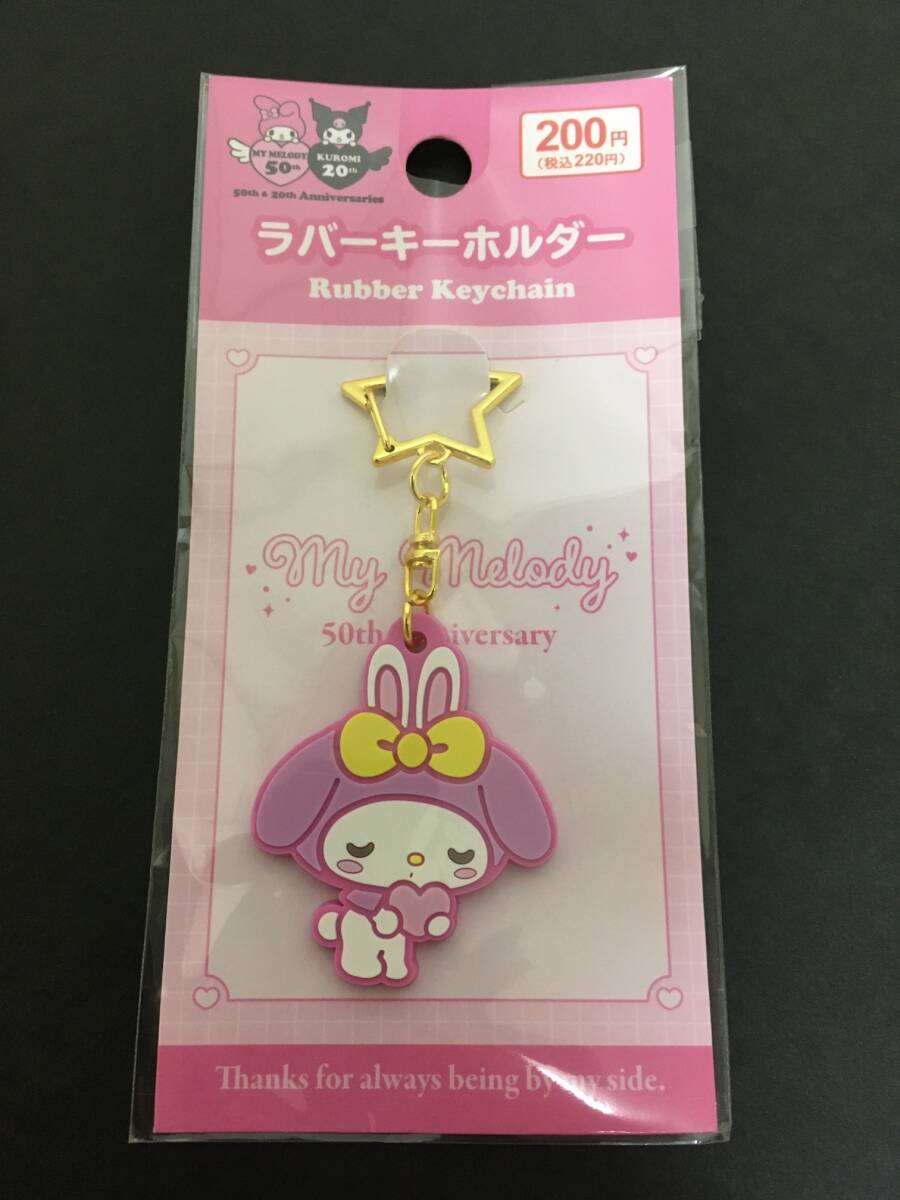 MY MELODY
50th
KUROMI
20th
50th & 20th Anniversaries
200円
(税込220円)
ラバーキーホルダー
Rubber Keychain
My Melody
50th niversary
Thanks for always being by my side.